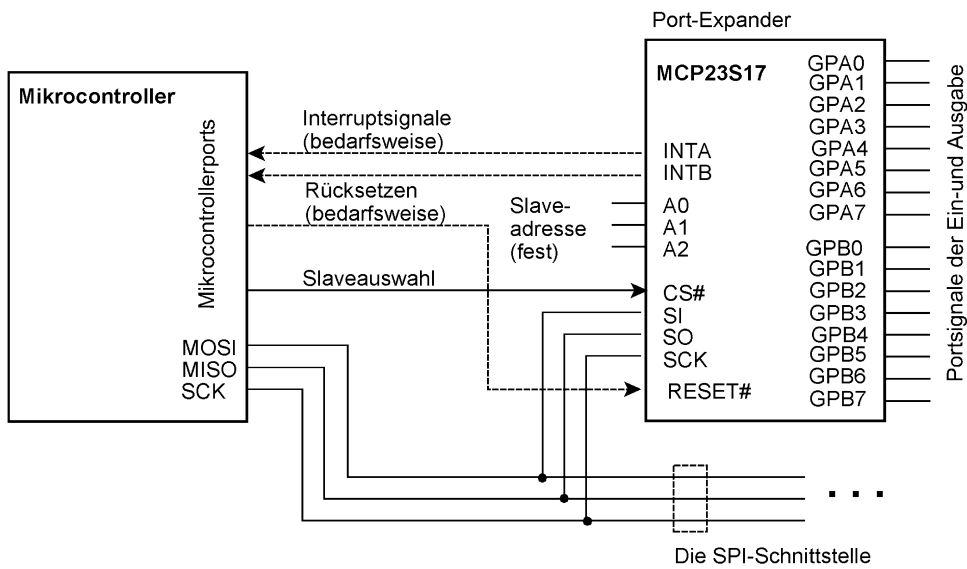 Port-Expander
Mikrocontroller
Mikrocontrollerports
MOSI
MISO
SCK
Interruptsignale
(bedarfsweise)
Rücksetzen
(bedarfsweise)
Slaveauswahl
Slave-
adresse
(fest)
MCP23S17
INTA
INTB
A0
A1
A2
CS#
SI
SO
SCK
RESET#
GPA0
GPA1
GPA2
GPA3
GPA4
GPA5
GPA6
GPA7
GPB0
GPB1
GPB2
GPB3
GPB4
GPB5
GPB6
GPB7
Portsignale der Ein-und Ausgabe
. . .
Die SPI-Schnittstelle